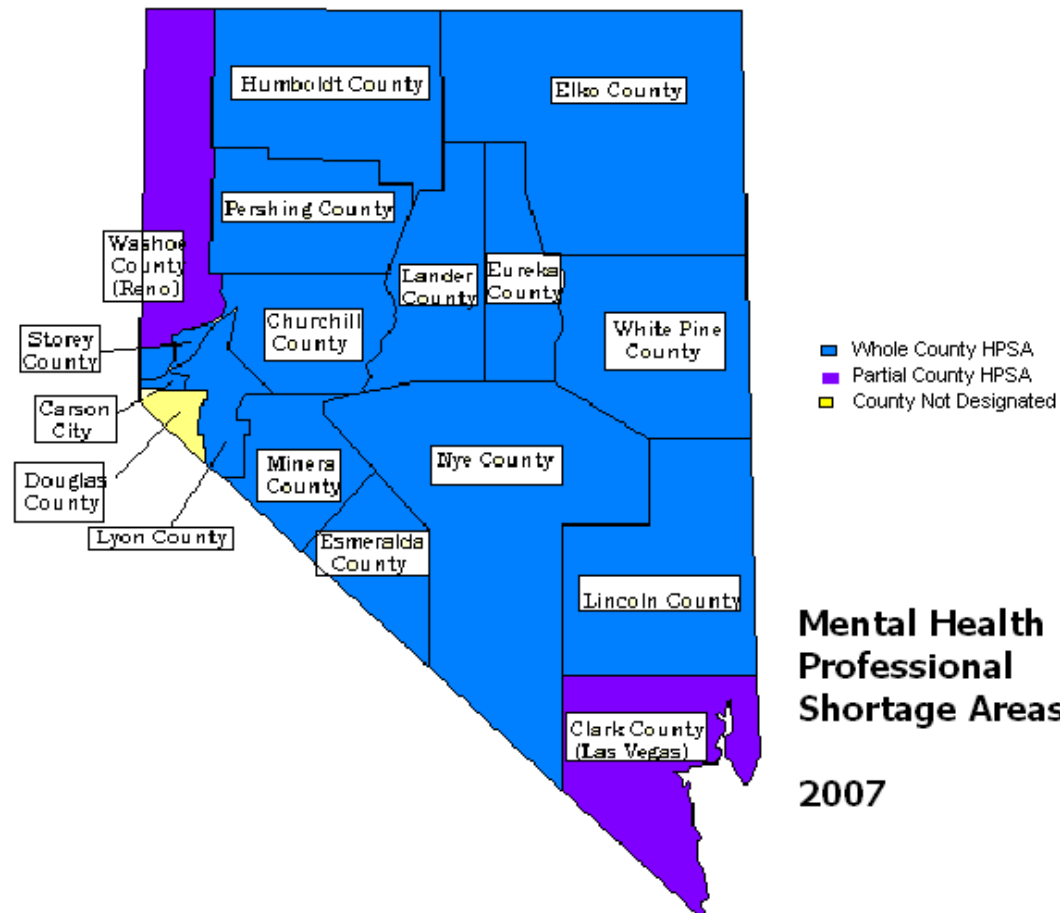 Humboldt County
Elko County
Pershing County
Washoe
County
(Reno)
Lander
County
Eureka
County
Churchill
County
White Pine
County
Storey
County
Carson
City
Douglas
County
Lyon County
Minera
County
Nye County
Esmeralda
County
Lincoln County
Clark County
(Las Vegas)
Whole County HPSA
Partial County HPSA
County Not Designated
Mental Health
Professional
Shortage Areas
2007